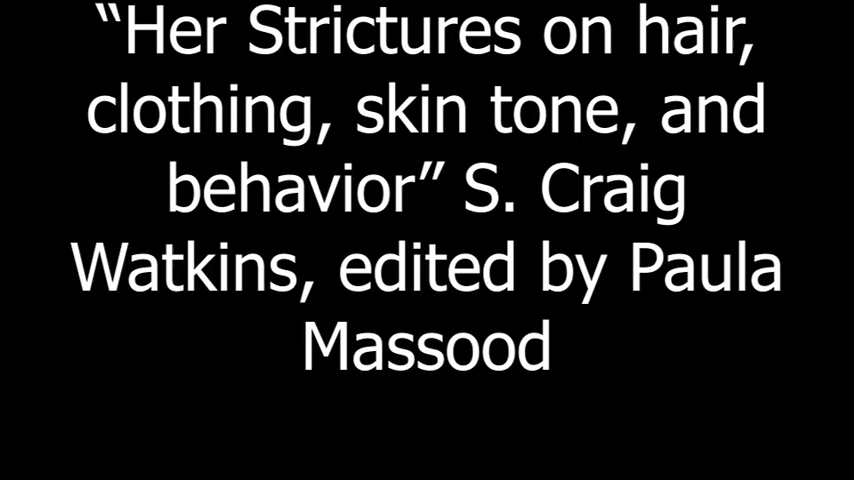 “Her Strictures on hair,
clothing, skin tone, and
behavior” S. Craig
Watkins, edited by Paula
Massood